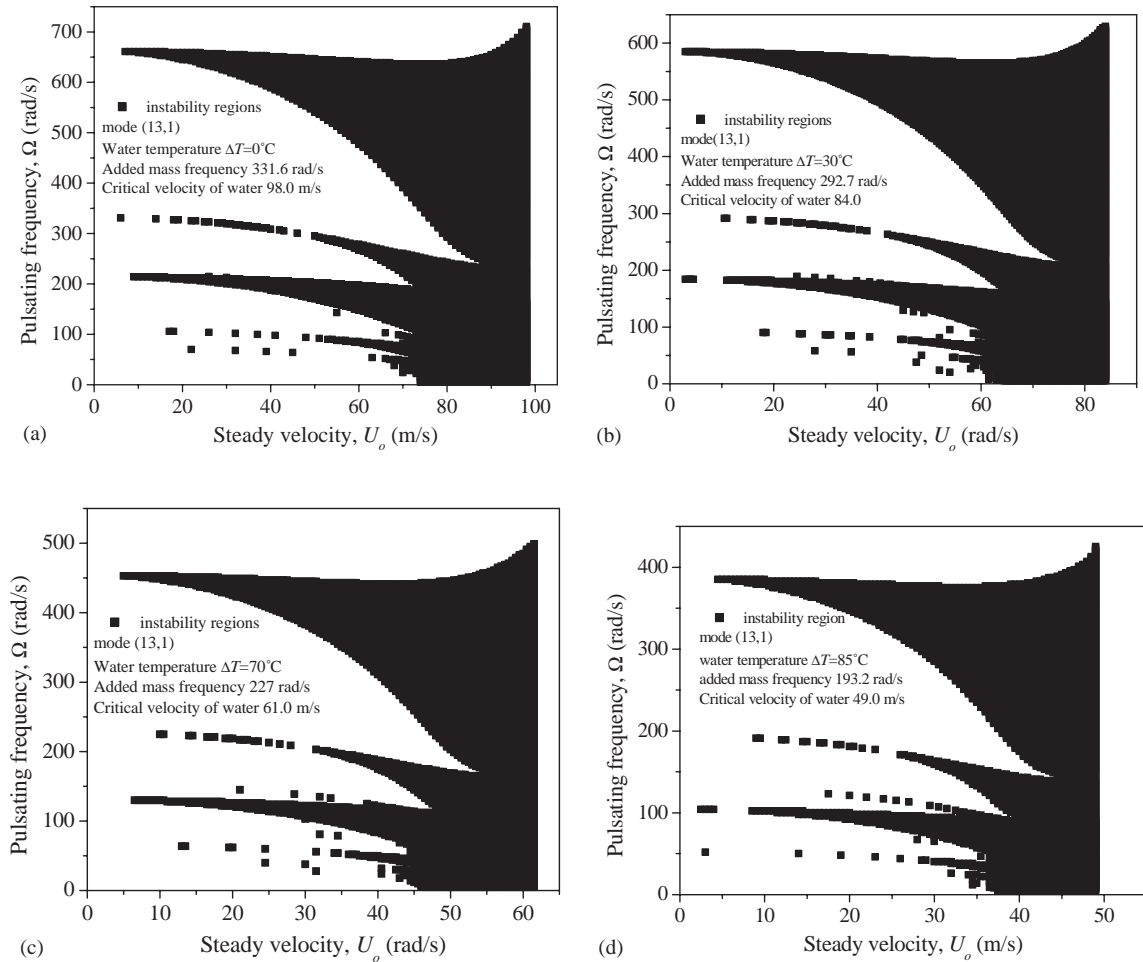 700
600
500
400
300
200
100
0
Pulsating frequency, Ω (rad/s)
instability regions
mode (13,1)
Water temperature ΔT=0°C
Added mass frequency 331.6 rad/s
Critical velocity of water 98.0 m/s
0 20 40 60 80 100
(a)
Steady velocity, U_o (m/s)
600
500
400
300
200
100
0
Pulsating frequency, Ω (rad/s)
instability regions
mode(13,1)
Water temperature ΔT=30°C
Added mass frequency 292.7 rad/s
Critical velocity of water 84.0
0 20 40 60 80
(b)
Steady velocity, U_o (rad/s)
500
400
300
200
100
0
Pulsating frequency, Ω (rad/s)
instability regions
mode (13,1)
Water temperature ΔT=70°C
Added mass frequency 227 rad/s
Critical velocity of water 61.0 m/s
0 10 20 30 40 50 60
(c)
Steady velocity, U_o (rad/s)
400
300
200
100
0
Pulsating frequency, Ω (rad/s)
instability region
mode (13,1)
water temperature ΔT=85°C
added mass frequency 193.2 rad/s
Critical velocity of water 49.0 m/s
0 10 20 30 40 50
(d)
Steady velocity, U_o (m/s)